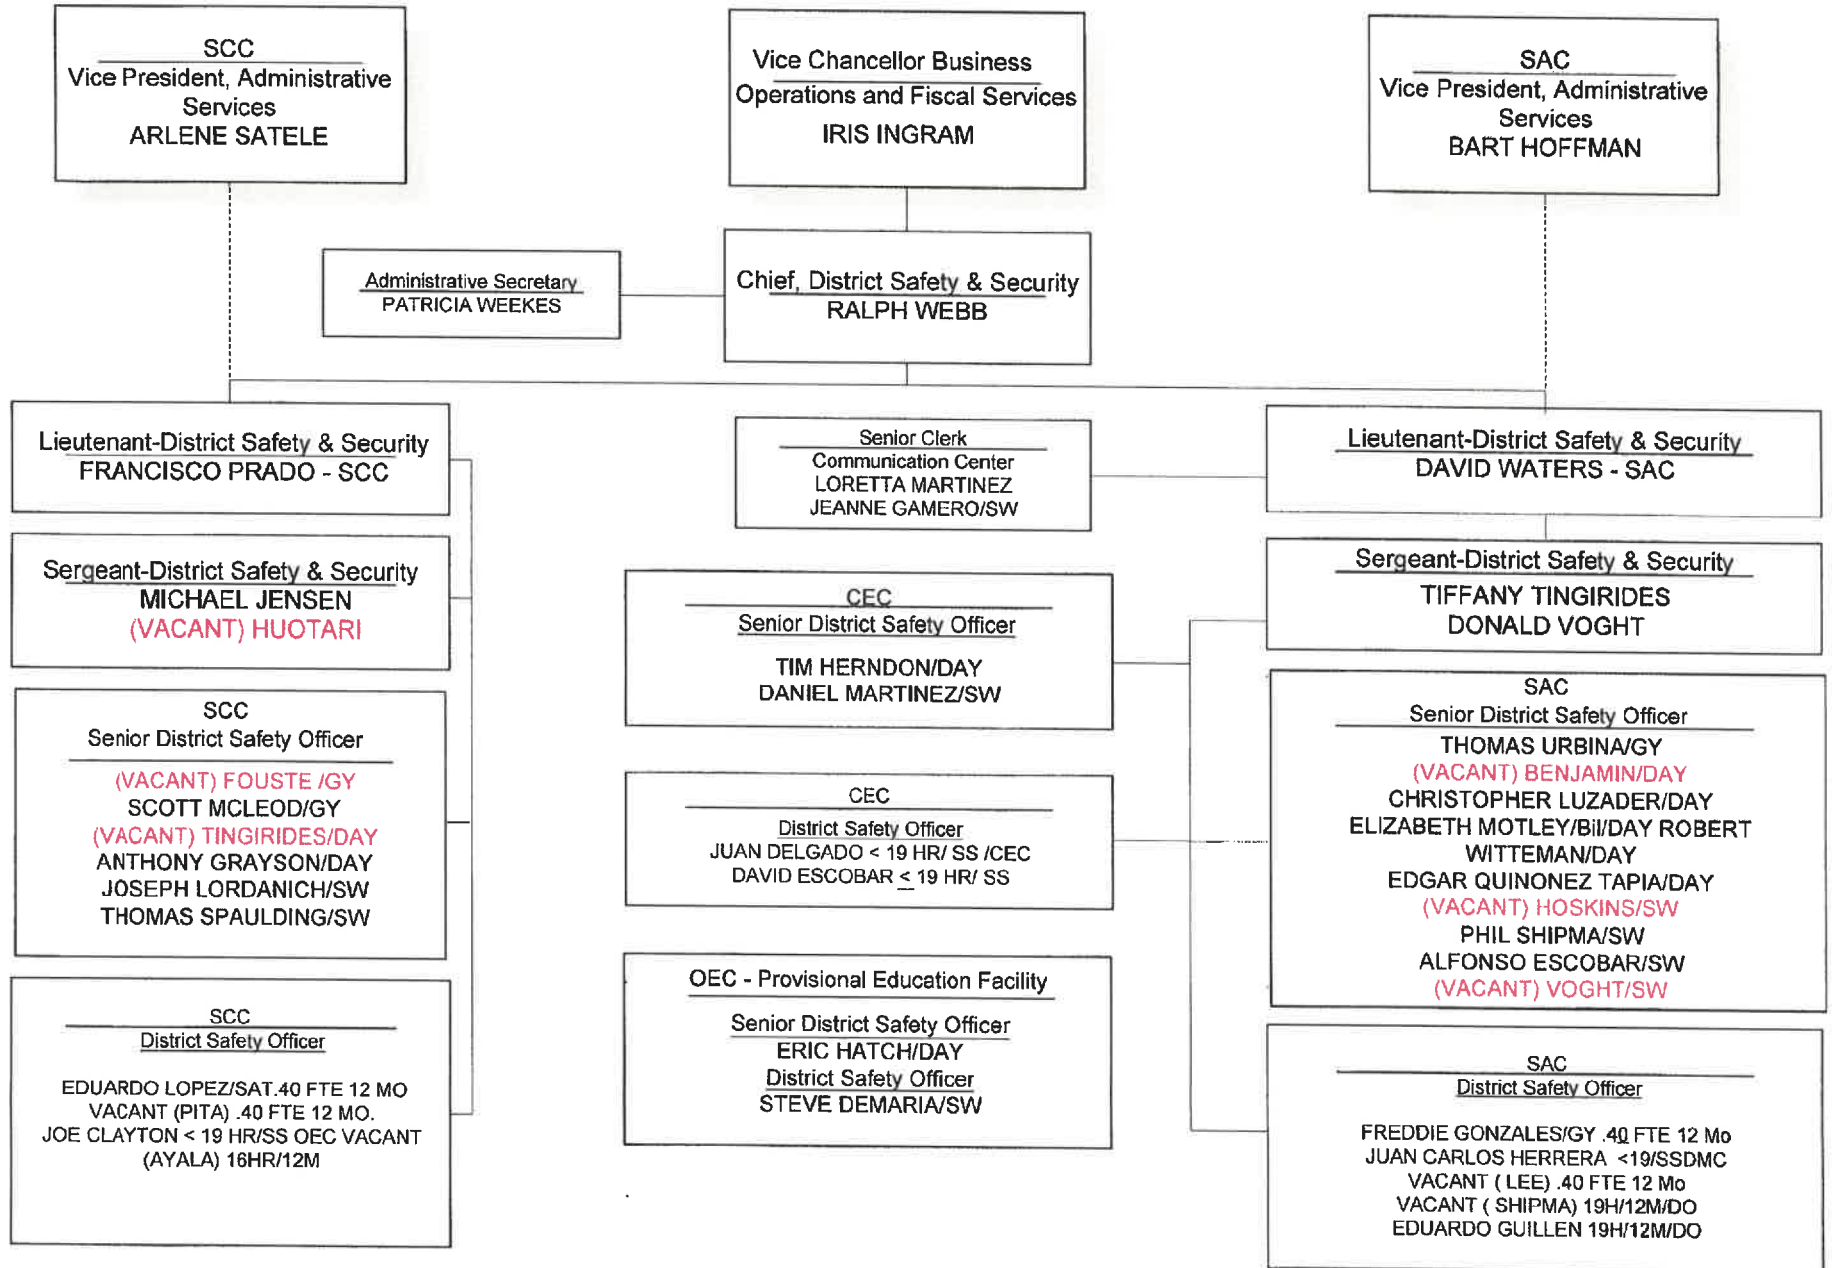 SCC
Vice President, Administrative
Services
ARLENE SATELE
Vice Chancellor Business
Operations and Fiscal Services
IRIS INGRAM
SAC
Vice President, Administrative
Services
BART HOFFMAN
Administrative Secretary
PATRICIA WEEKES
Chief, District Safety & Security
RALPH WEBB
Lieutenant-District Safety & Security
FRANCISCO PRADO - SCC
Senior Clerk
Communication Center
LORETTA MARTINEZ
JEANNE GAMERO/SW
Lieutenant-District Safety & Security
DAVID WATERS - SAC
Sergeant-District Safety & Security
MICHAEL JENSEN
(VACANT) HUOTARI
Sergeant-District Safety & Security
TIFFANY TINGIRIDES
DONALD VOGHT
CEC
Senior District Safety Officer
TIM HERNDON/DAY
DANIEL MARTINEZ/SW
SCC
Senior District Safety Officer
(VACANT) FOUSTE /GY
SCOTT MCLEOD/GY
(VACANT) TINGIRIDES/DAY
ANTHONY GRAYSON/DAY
JOSEPH LORDANICH/SW
THOMAS SPAULDING/SW
CEC
District Safety Officer
JUAN DELGADO < 19 HR/ SS /CEC
DAVID ESCOBAR < 19 HR/ SS
SAC
Senior District Safety Officer
THOMAS URBINA/GY
(VACANT) BENJAMIN/DAY
CHRISTOPHER LUZADER/DAY
ELIZABETH MOTLEY/Bil/DAY ROBERT
WITTEMAN/DAY
EDGAR QUINONEZ TAPIA/DAY
(VACANT) HOSKINS/SW
PHIL SHIPMA/SW
ALFONSO ESCOBAR/SW
(VACANT) VOGHT/SW
OEC - Provisional Education Facility
Senior District Safety Officer
ERIC HATCH/DAY
District Safety Officer
STEVE DEMARIA/SW
SCC
District Safety Officer
EDUARDO LOPEZ/SAT.40 FTE 12 MO
VACANT (PITA) .40 FTE 12 MO.
JOE CLAYTON < 19 HR/SS OEC VACANT
(AYALA) 16HR/12M
SAC
District Safety Officer
FREDDIE GONZALES/GY .40 FTE 12 Mo
JUAN CARLOS HERRERA <19/SSDMC
VACANT ( LEE) .40 FTE 12 Mo
VACANT ( SHIPMA) 19H/12M/DO
EDUARDO GUILLEN 19H/12M/DO